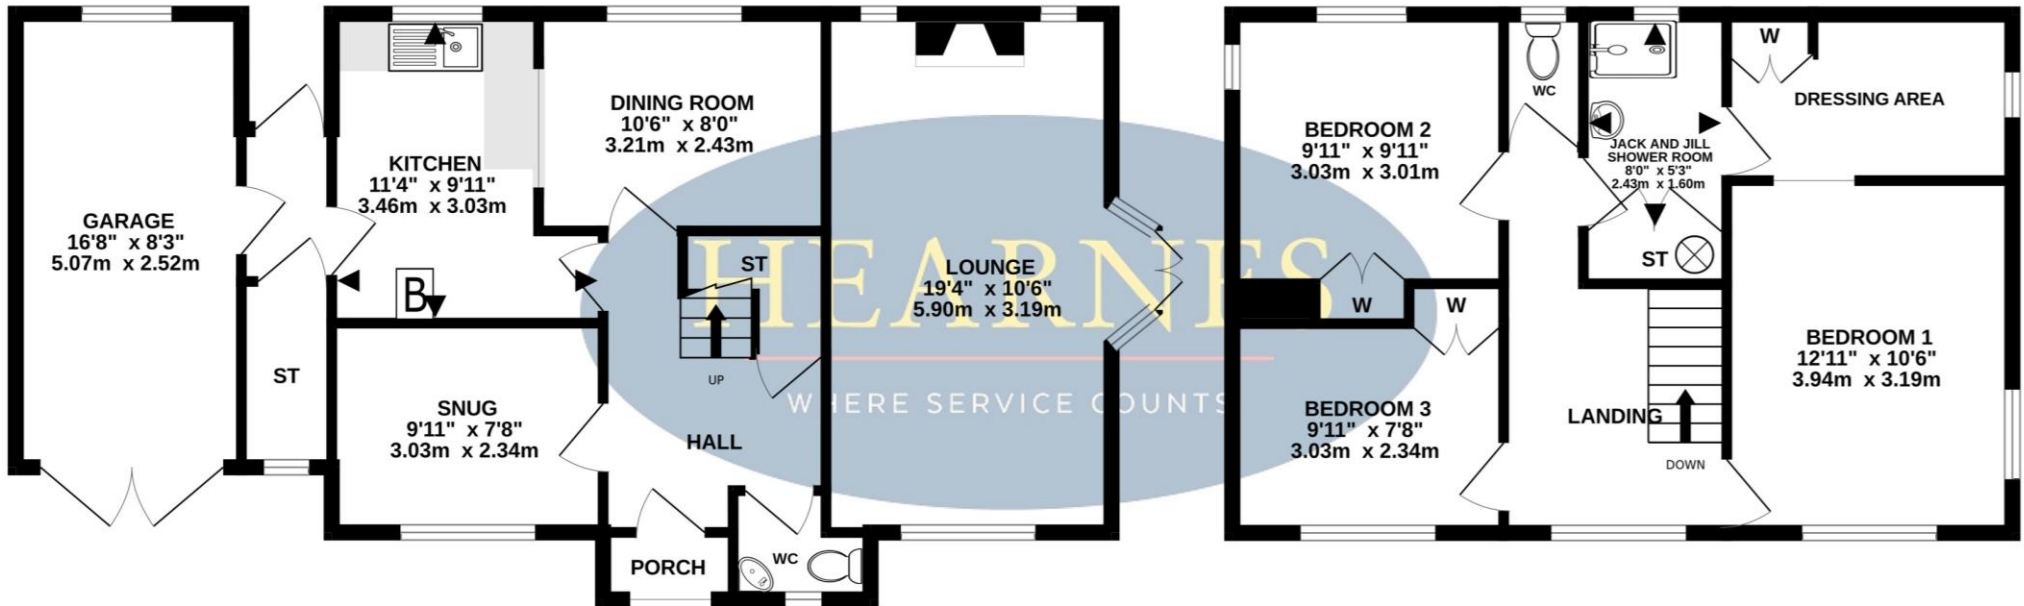 GARAGE
16'8" x 8'3"
5.07m x 2.52m
ST
KITCHEN
11'4" x 9'11"
3.46m x 3.03m
B
DINING ROOM
10'6" x 8'0"
3.21m x 2.43m
SNUG
9'11" x 7'8"
3.03m x 2.34m
ST
UP
HALL
PORCH
WC
LOUNGE
19'4" x 10'6"
5.90m x 3.19m
HEARNES
WHERE SERVICE COUNTS
BEDROOM 2
9'11" x 9'11"
3.03m x 3.01m
WC
JACK AND JILL
SHOWER ROOM
8'0" x 5'3"
2.43m x 1.60m
W
DRESSING AREA
ST
W
W
BEDROOM 3
9'11" x 7'8"
3.03m x 2.34m
LANDING
DOWN
BEDROOM 1
12'11" x 10'6"
3.94m x 3.19m